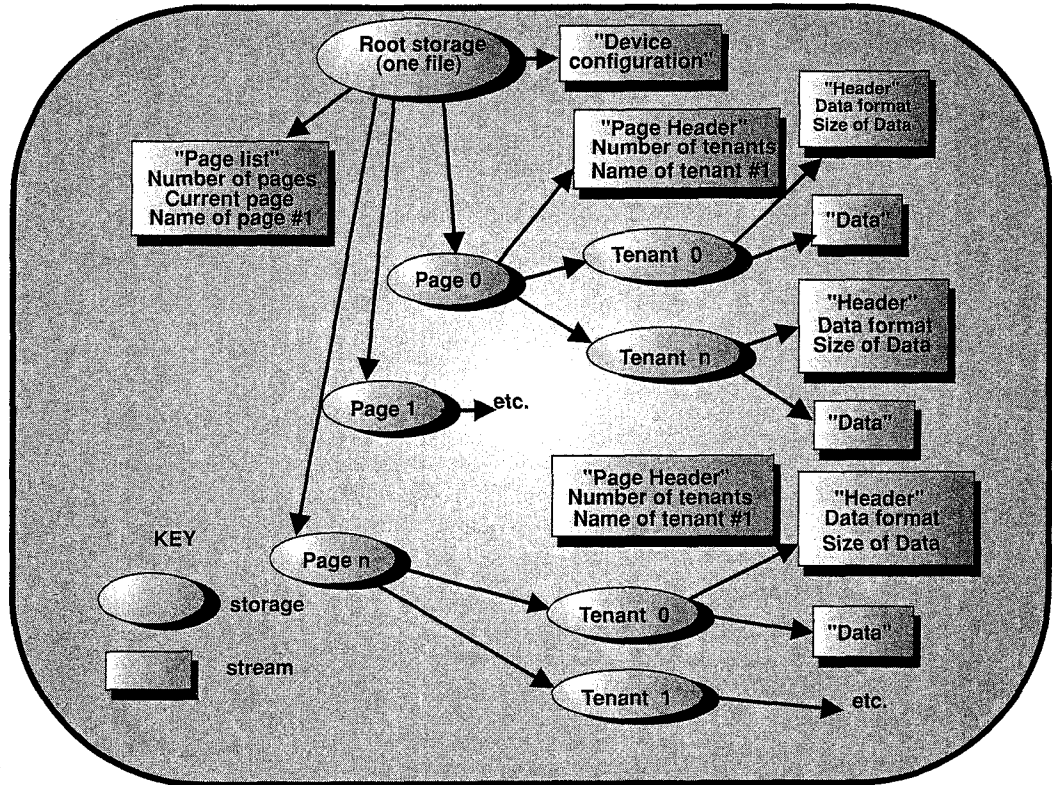 Root storage
(one file)
"Device
configuration"
"Header"
Data format
Size of Data
"Page list"
Number of pages
Current page
Name of page #1
"Page Header"
Number of tenants
Name of tenant #1
Page 0
Tenant 0
"Data"
Tenant n
"Header"
Data format
Size of Data
"Data"
Page 1
etc.
"Page Header"
Number of tenants
Name of tenant #1
"Header"
Data format
Size of Data
Page n
Tenant 0
"Data"
Tenant 1
etc.
KEY
storage
stream